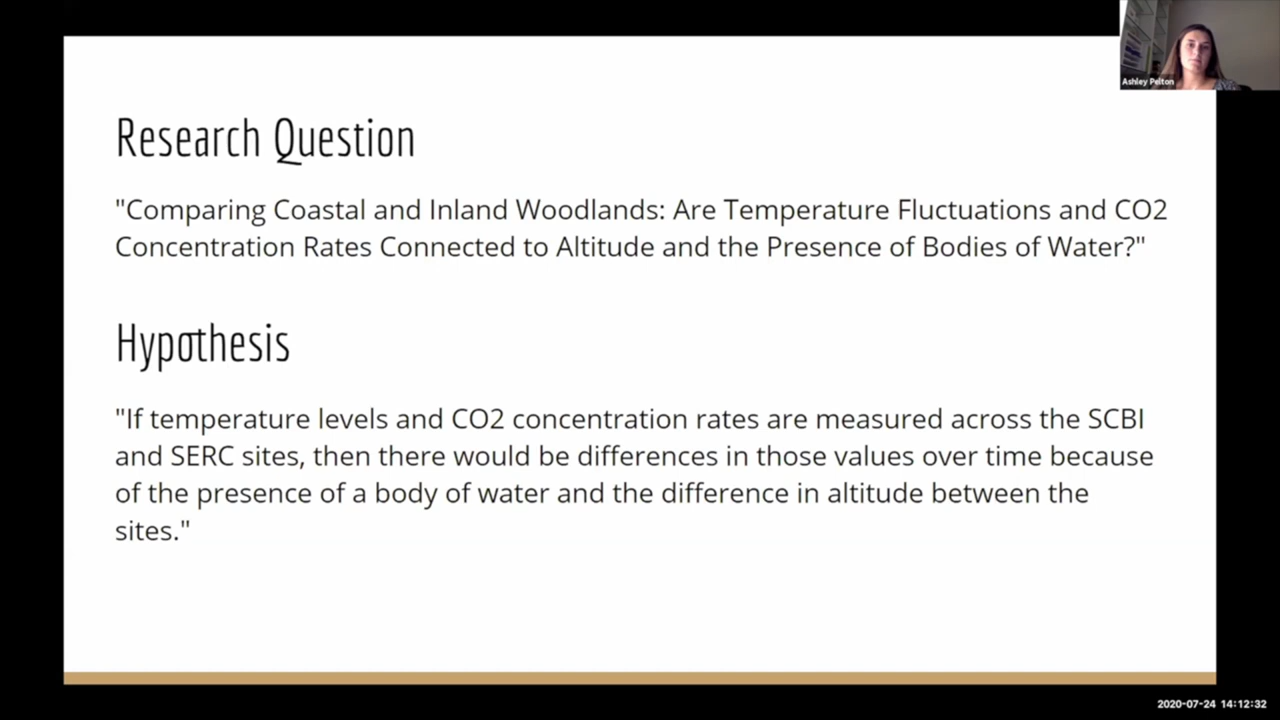 Ashley Pelton
Research Question
"Comparing Coastal and Inland Woodlands: Are Temperature Fluctuations and CO2
Concentration Rates Connected to Altitude and the Presence of Bodies of Water?"
Hypothesis
"If temperature levels and CO2 concentration rates are measured across the SCBI
and SERC sites, then there would be differences in those values over time because
of the presence of a body of water and the difference in altitude between the
sites."
2020-07-24 14:12:32